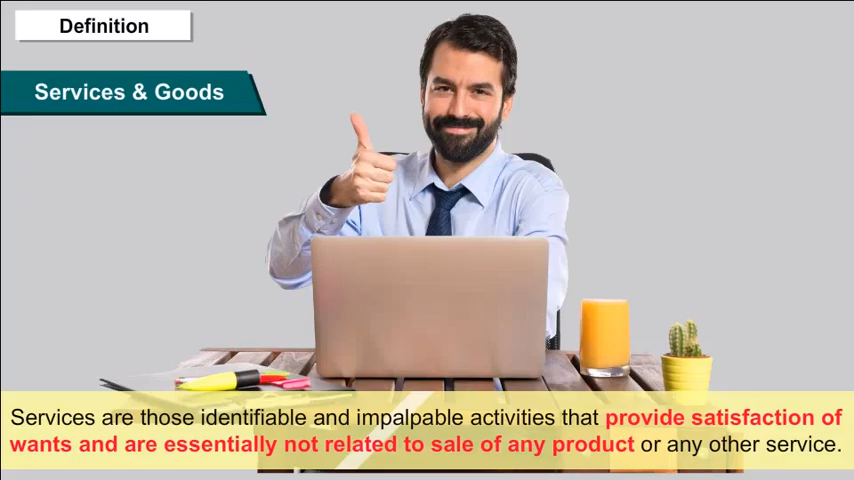 Definition
Services & Goods
Services are those identifiable and impalpable activities that provide satisfaction of
wants and are essentially not related to sale of any product or any other service.